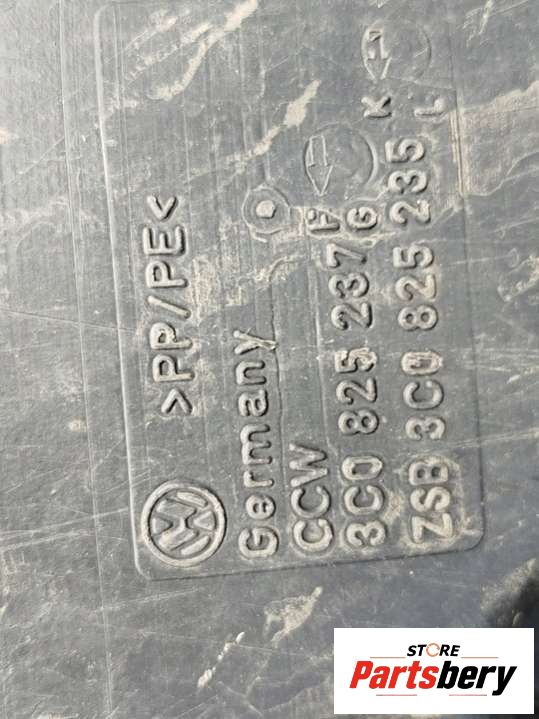 >PP/PE<
Germany
CCW
3C0 825 237 F
G
ZSB 3C0 825 235 K
L
STORE
Partsbery